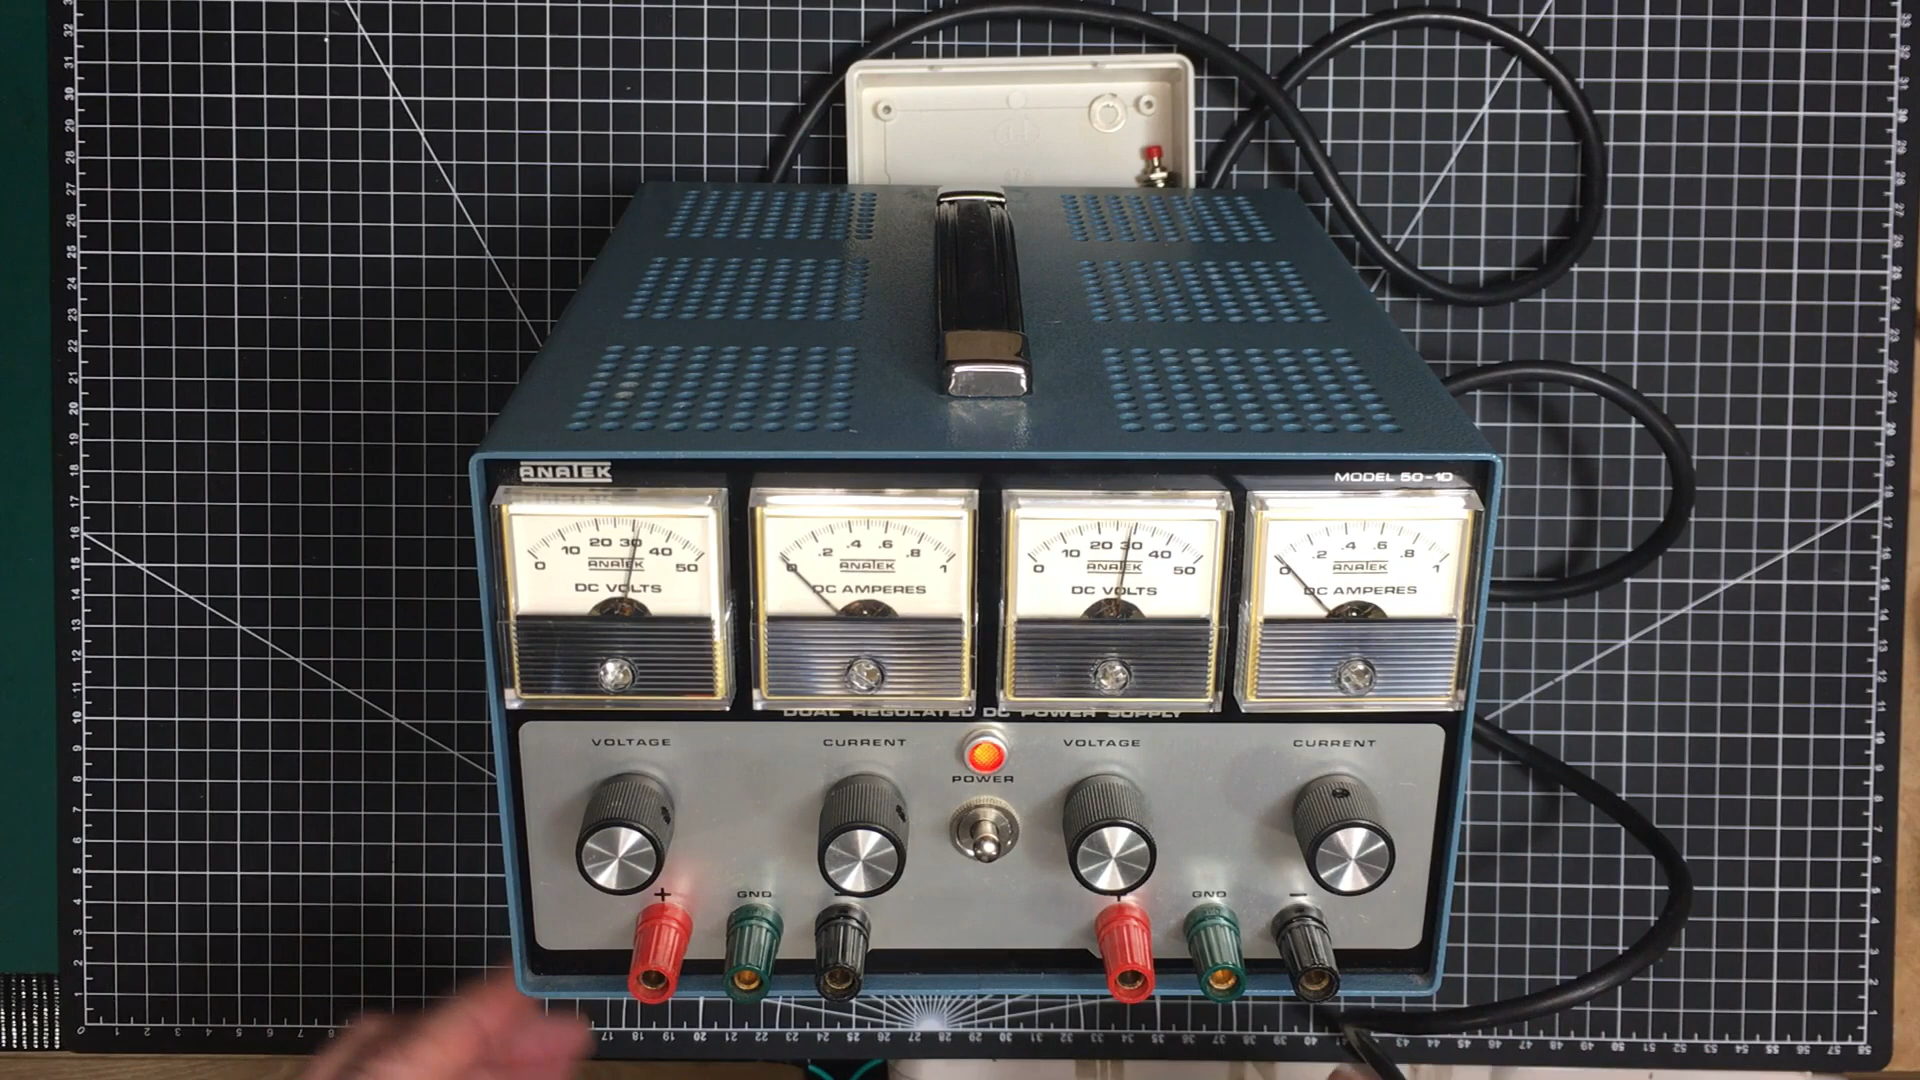 ANATEK
MODEL 50-1D
0 10 20 30 40 50
ANATEK
DC VOLTS
0 .2 .4 .6 .8 1
ANATEK
DC AMPERES
0 10 20 30 40 50
ANATEK
DC VOLTS
0 .2 .4 .6 .8 1
ANATEK
DC AMPERES
DUAL REGULATED DC POWER SUPPLY
VOLTAGE
CURRENT
POWER
VOLTAGE
CURRENT
+ GND -
+ GND -